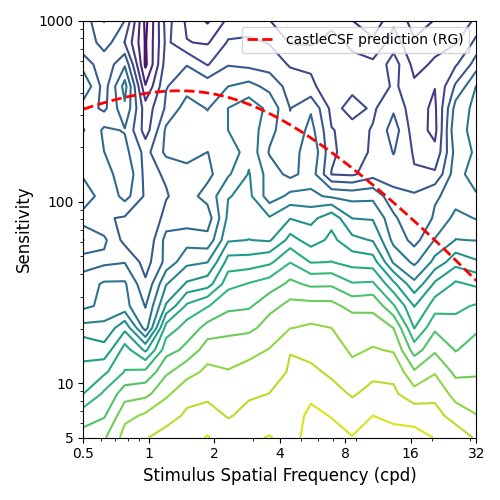 1000
castleCSF prediction (RG)
100
Sensitivity
10
5
0.5 1 2 4 8 16 32
Stimulus Spatial Frequency (cpd)